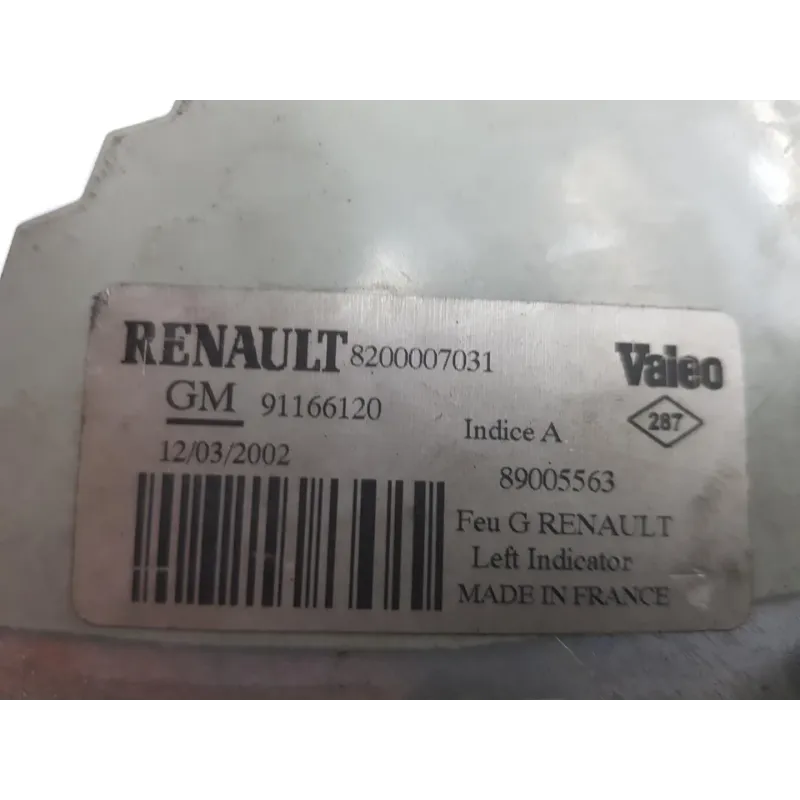 RENAULT 8200007031
Valeo
GM 91166120
287
Indice A
12/03/2002
89005563
Feu G RENAULT
Left Indicator
MADE IN FRANCE